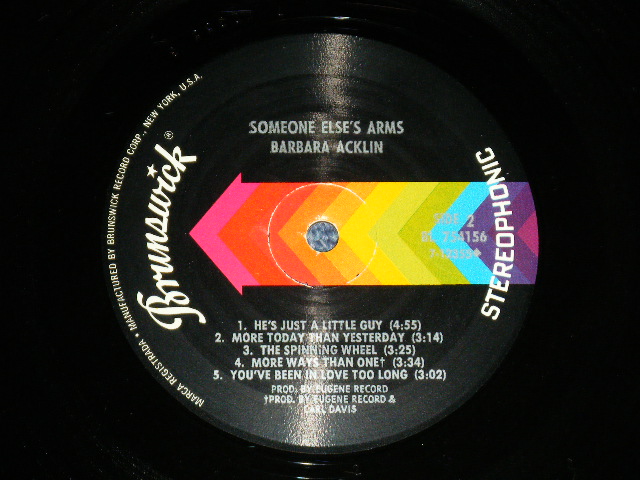 SOMEONE ELSE'S ARMS
BARBARA ACKLIN
Brunswick®
STEREOPHONIC
SIDE 2
BL 754156
1. HE'S JUST A LITTLE GUY (4:55)
2. MORE TODAY THAN YESTERDAY (3:14)
3. THE SPINNING WHEEL (3:25)
4. MORE WAYS THAN ONE† (3:34)
5. YOU'VE BEEN IN LOVE TOO LONG (3:02)
PROD. BY EUGENE RECORD
†PROD. BY EUGENE RECORD &
CARL DAVIS
MARCA REGISTRADA • MANUFACTURED BY BRUNSWICK RECORD CORP., NEW YORK, U.S.A.